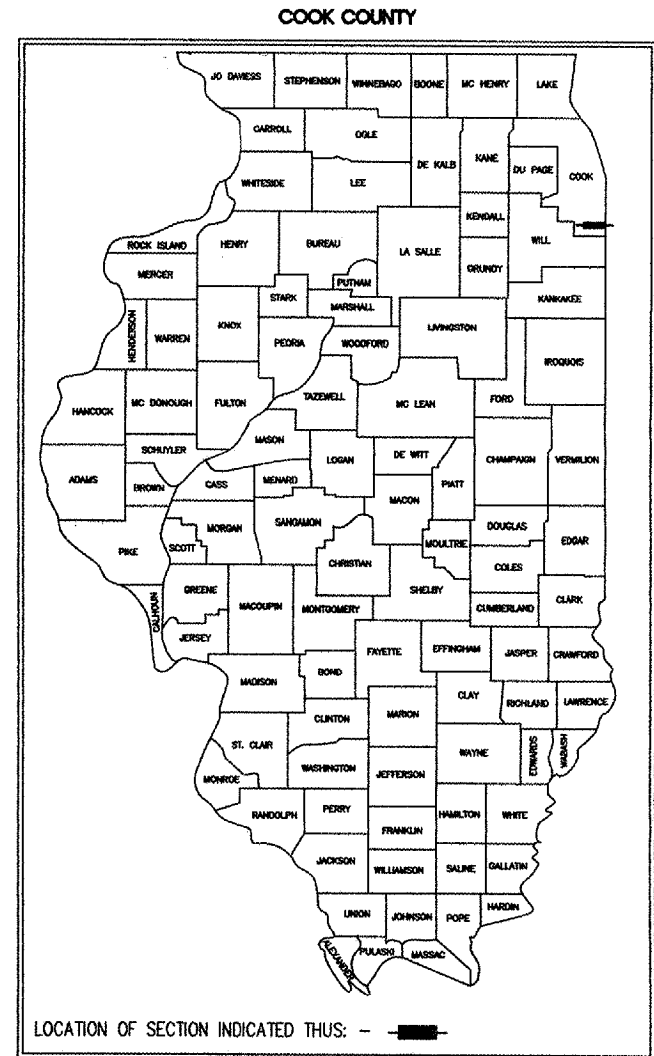 COOK COUNTY
JO DAVIESS STEPHENSON WINNEBAGO BOONE MC HENRY LAKE
CARROLL OGLE DE KALB KANE DU PAGE COOK
WHITESIDE LEE
KENDALL
ROCK ISLAND HENRY BUREAU LA SALLE GRUNDY WILL
MERCER PUTNAM
STARK MARSHALL KANKAKEE
HENDERSON WARREN KNOX PEORIA WOODFORD LIVINGSTON IROQUOIS
HANCOCK MC DONOUGH FULTON TAZEWELL MC LEAN FORD
SCHUYLER MASON LOGAN DE WITT CHAMPAIGN VERMILION
ADAMS BROWN CASS MENARD MACON PIATT
PIKE SCOTT MORGAN SANGAMON CHRISTIAN MOULTRIE DOUGLAS EDGAR
COLES
CALHOUN GREENE MACOUPIN MONTGOMERY SHELBY CUMBERLAND CLARK
JERSEY
FAYETTE EFFINGHAM JASPER CRAWFORD
MADISON BOND
CLAY RICHLAND LAWRENCE
CLINTON MARION
ST. CLAIR WAYNE EDWARDS WABASH
MONROE WASHINGTON JEFFERSON
RANDOLPH PERRY HAMILTON WHITE
FRANKLIN
JACKSON WILLIAMSON SALINE GALLATIN
UNION JOHNSON POPE HARDIN
ALEXANDER PULASKI MASSAC
LOCATION OF SECTION INDICATED THUS: -